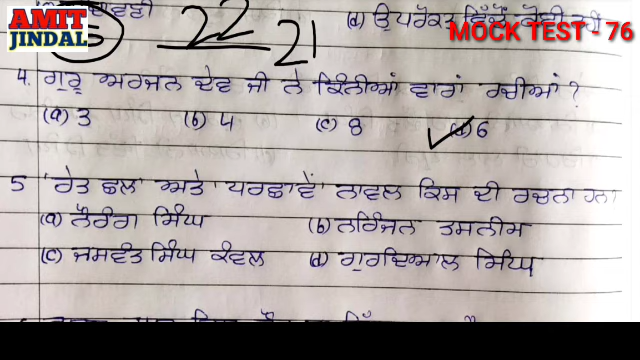 AMIT
JINDAL
22
21
(d) ਉਪਰੋਕਤ ਵਿੱਚੋਂ ਕੋਈ ਨਹੀਂ
MOCK TEST - 76
4. ਗੁਰੂ ਅਰਜਨ ਦੇਵ ਜੀ ਨੇ ਕਿੰਨੀਆਂ ਵਾਰਾਂ ਰਚੀਆਂ ?
(a) 3 (b) 4 (c) 8 (d) 6
5 'ਰੇਤ ਛਲ' ਅਤੇ 'ਪਰਛਾਵੇਂ' ਨਾਵਲ ਕਿਸ ਦੀ ਰਚਨਾ ਹਨ
(a) ਨੌਰੰਗ ਸਿੰਘ (b) ਨਰਿੰਜਨ ਤਸਨੀਮ
(c) ਜਸਵੰਤ ਸਿੰਘ ਕੰਵਲ (d) ਗੁਰਦਿਆਲ ਸਿੰਘ